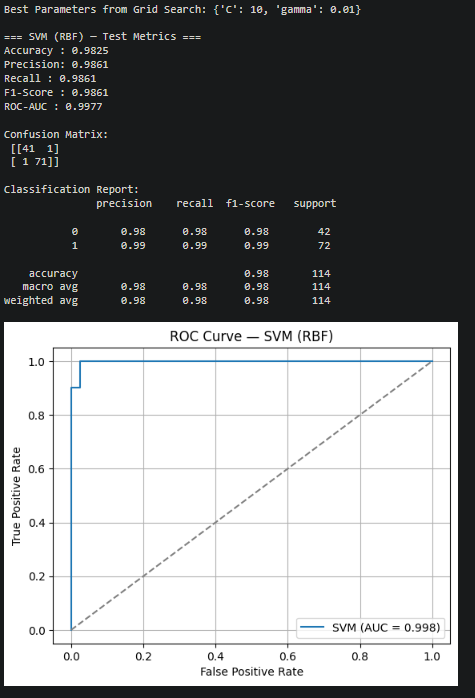 Best Parameters from Grid Search: {'C': 10, 'gamma': 0.01}
=== SVM (RBF) — Test Metrics ===
Accuracy : 0.9825
Precision: 0.9861
Recall : 0.9861
F1-Score : 0.9861
ROC-AUC : 0.9977
Confusion Matrix:
[[41  1]
[ 1 71]]
Classification Report:
precision    recall  f1-score   support
0       0.98      0.98      0.98        42
1       0.99      0.99      0.99        72
accuracy                           0.98       114
macro avg       0.98      0.98      0.98       114
weighted avg       0.98      0.98      0.98       114
ROC Curve — SVM (RBF)
1.0
0.8
0.6
0.4
0.2
0.0
True Positive Rate
SVM (AUC = 0.998)
0.0 0.2 0.4 0.6 0.8 1.0
False Positive Rate